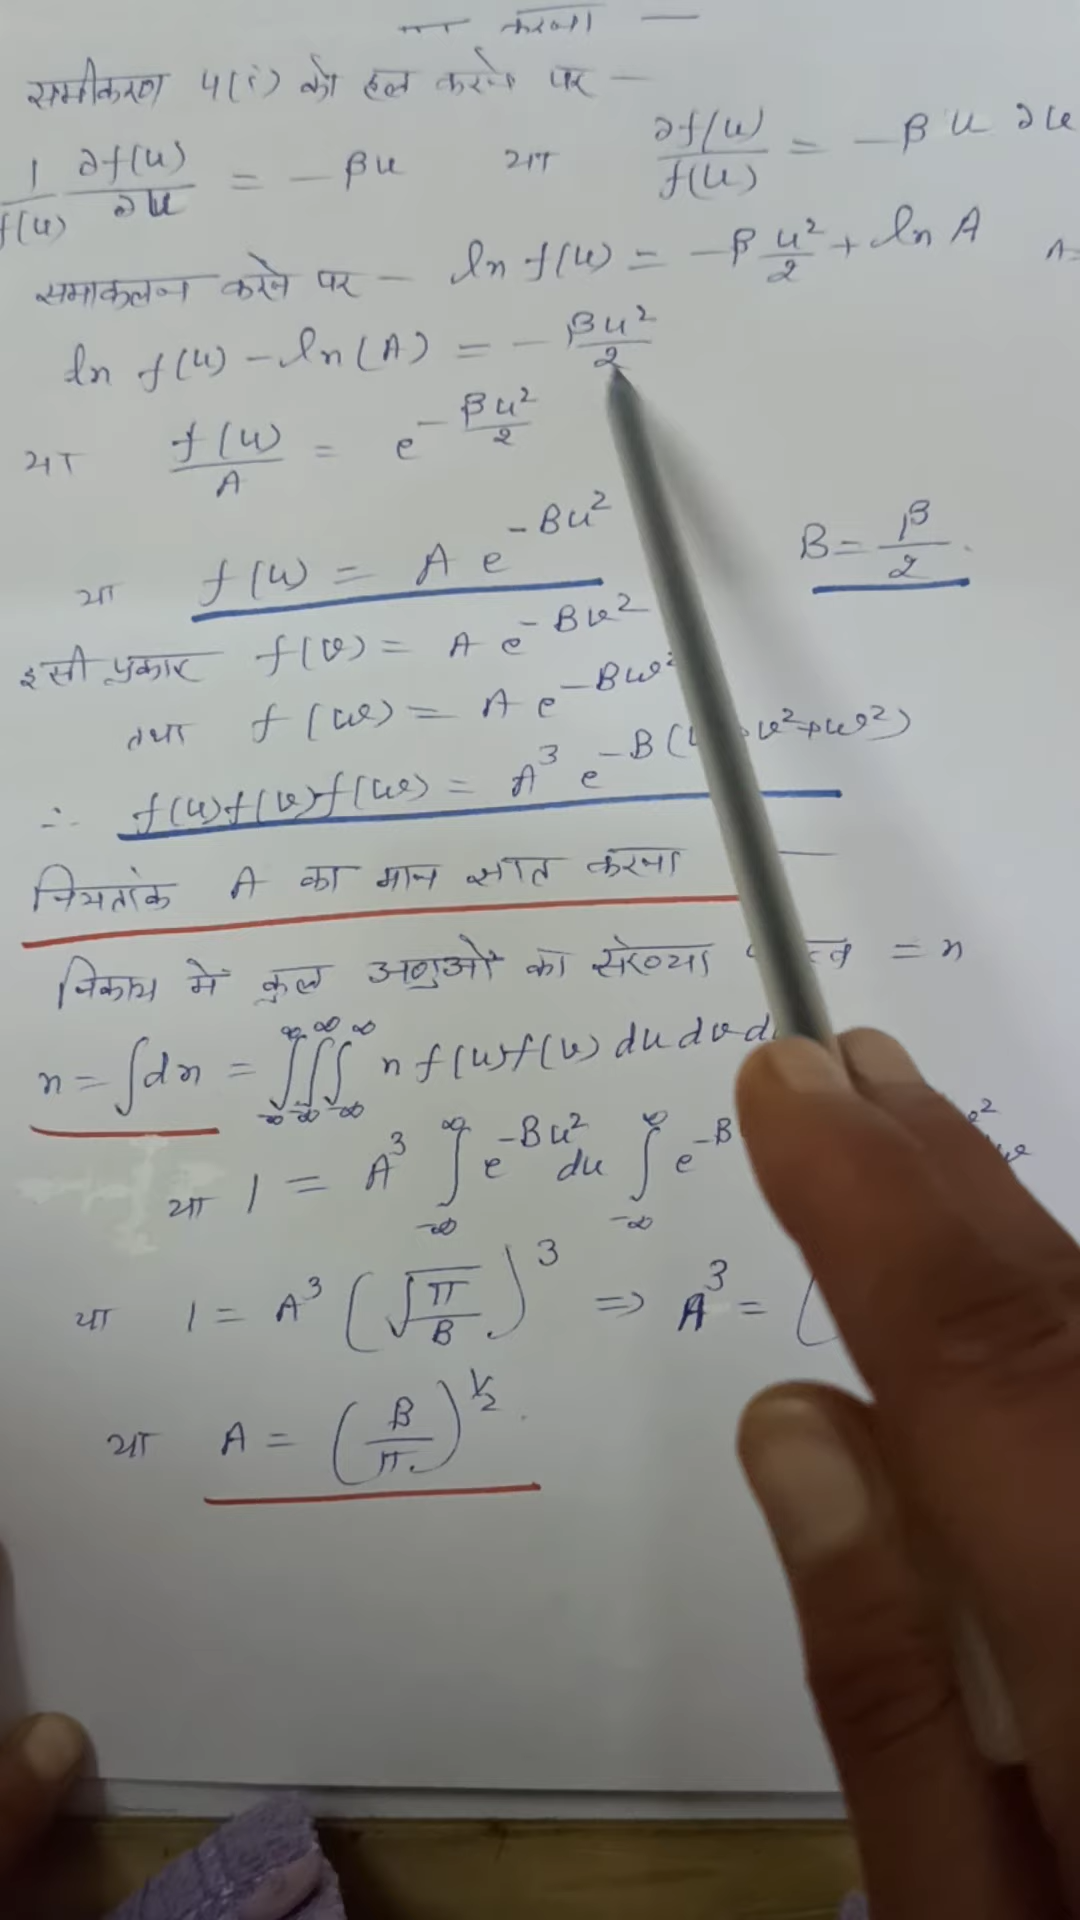 करना —
समीकरण 4(i) को हल करने पर —
1/f(u) ∂f(u)/∂u = - βu या ∂f(u)/f(u) = - β u ∂u
समाकलन करने पर - ln f(u) = - β u²/2 + ln A A=
ln f(u) - ln(A) = - βu²/2
या f(u)/A = e^(- βu²/2)
या f(u) = A e^(-Bu²) B = β/2.
इसी प्रकार f(v) = A e^(-Bv²)
तथा f(w) = A e^(-Bw²)
∴ f(u)f(v)f(w) = A³ e^(-B( v²+w²)
नियतांक A का मान ज्ञात करना —
निकाय में कुल अणुओं का संख्या = n
n = ∫dn = ∫∫∫ n f(u)f(v) du dv d
या 1 = A³ ∫_(-∞)^∞ e^(-Bu²) du ∫_(-∞)^∞ e^(-B
या 1 = A³ (√(π/B))³ ⇒ A³ = (
या A = (B/π)^(1/2).